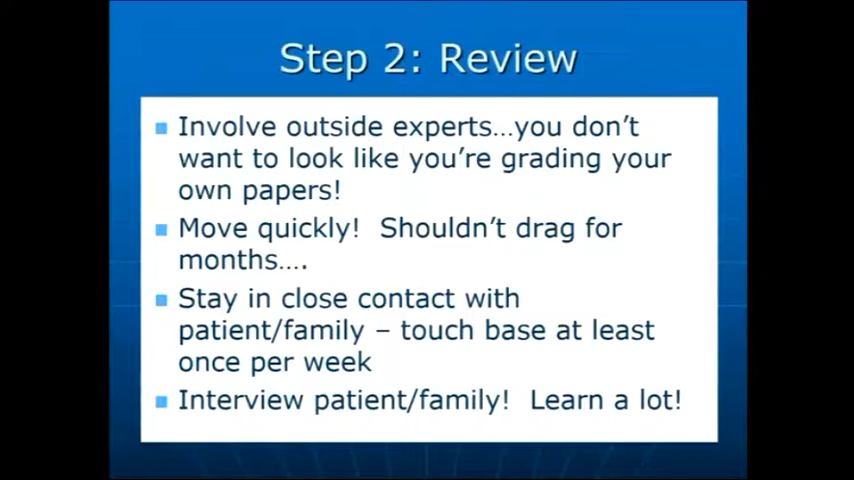 Step 2: Review
Involve outside experts…you don't
want to look like you're grading your
own papers!
Move quickly!  Shouldn't drag for
months….
Stay in close contact with
patient/family – touch base at least
once per week
Interview patient/family!  Learn a lot!